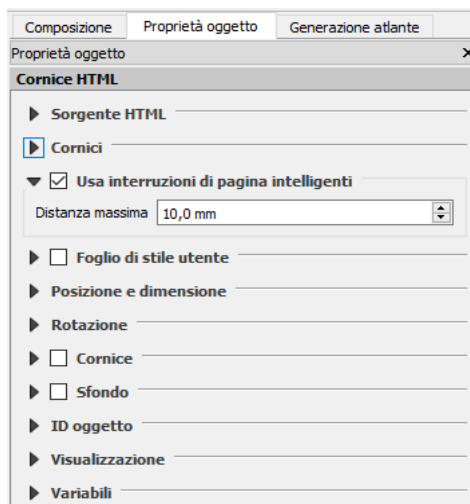 Composizione Proprietà oggetto Generazione atlante
Proprietà oggetto
Cornice HTML
Sorgente HTML
Cornici
Usa interruzioni di pagina intelligenti
Distanza massima 10,0 mm
Foglio di stile utente
Posizione e dimensione
Rotazione
Cornice
Sfondo
ID oggetto
Visualizzazione
Variabili